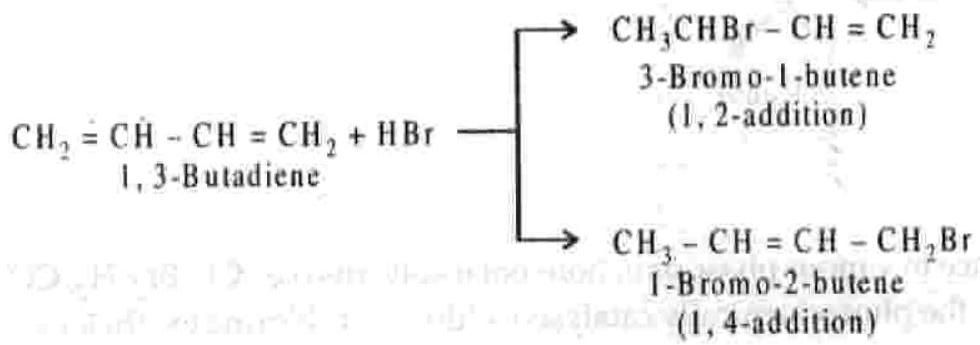 CH₃CHBr – CH = CH₂
3-Bromo-1-butene
(1, 2-addition)
CH₂ = CH – CH = CH₂ + HBr
1, 3-Butadiene
CH₃ – CH = CH – CH₂Br
1-Bromo-2-butene
(1, 4-addition)